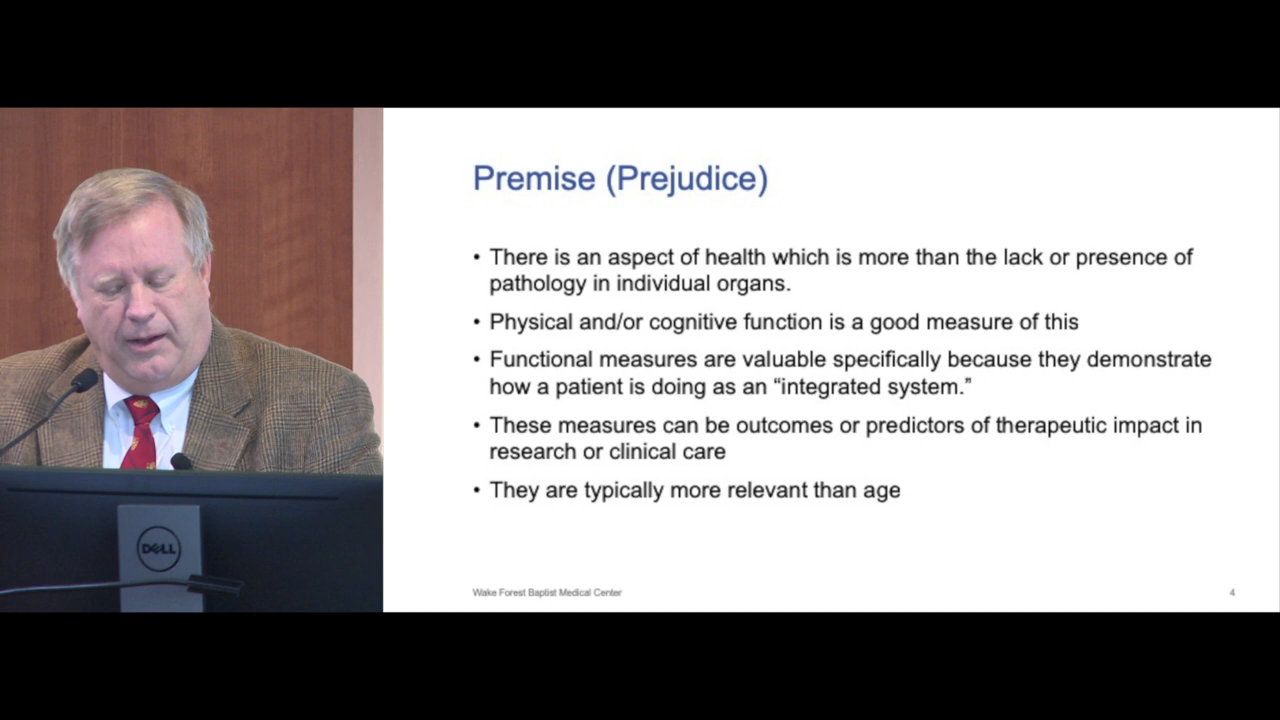 Premise (Prejudice)
• There is an aspect of health which is more than the lack or presence of
pathology in individual organs.
• Physical and/or cognitive function is a good measure of this
• Functional measures are valuable specifically because they demonstrate
how a patient is doing as an “integrated system.”
• These measures can be outcomes or predictors of therapeutic impact in
research or clinical care
• They are typically more relevant than age
Wake Forest Baptist Medical Center
4
DELL